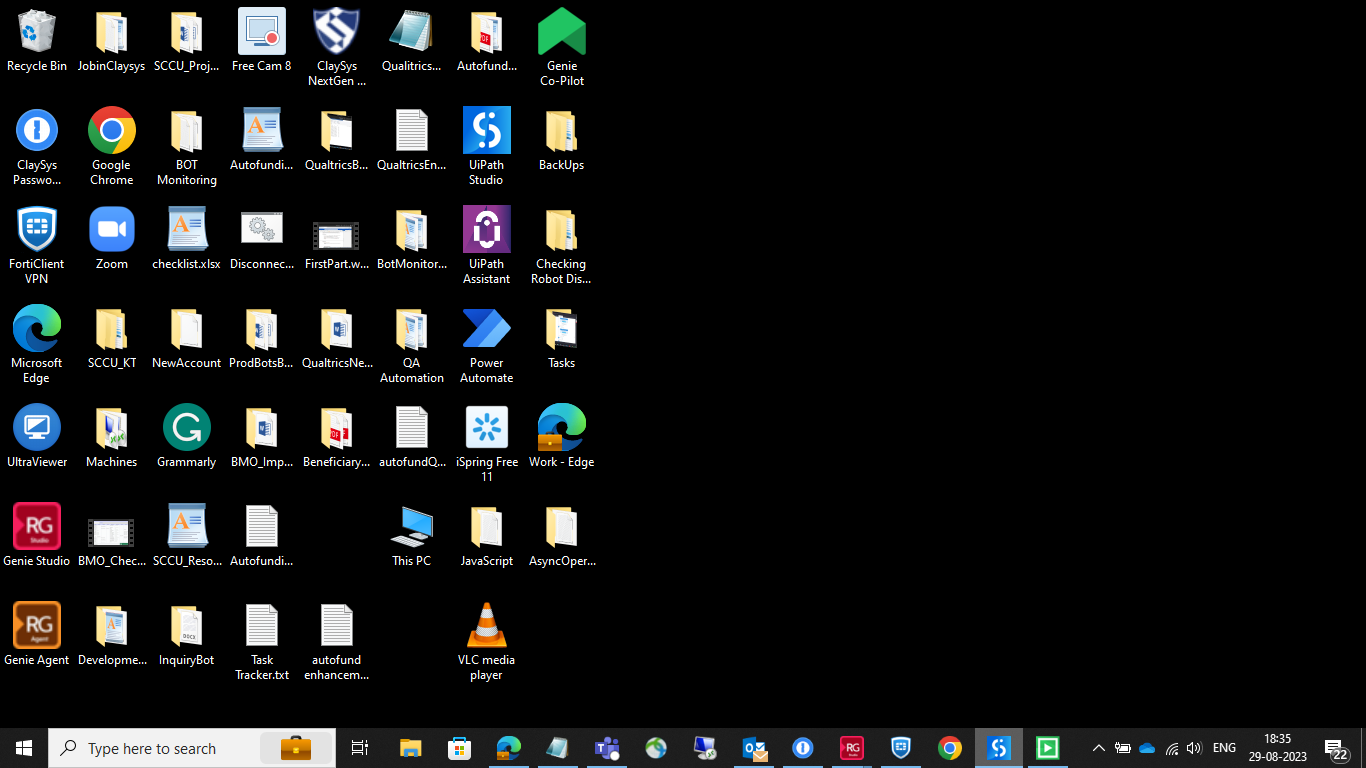 Recycle Bin
JobinClaysys
SCCU_Proj...
Free Cam 8
ClaySys
NextGen ...
Qualitrics...
Autofund...
Genie
Co-Pilot
ClaySys
Passwo...
Google
Chrome
BOT
Monitoring
Autofundi...
QualtricsB...
QualtricsEn...
UiPath
Studio
BackUps
FortiClient
VPN
Zoom
checklist.xlsx
Disconnec...
FirstPart.w...
BotMonitor...
UiPath
Assistant
Checking
Robot Dis...
Microsoft
Edge
SCCU_KT
NewAccount
ProdBotsB...
QualtricsNe...
QA
Automation
Power
Automate
Tasks
UltraViewer
Machines
Grammarly
BMO_Imp...
Beneficiary...
autofundQ...
iSpring Free
11
Work - Edge
RG
Studio
Genie Studio
BMO_Chec...
SCCU_Reso...
Autofundi...
This PC
JavaScript
AsyncOper...
RG
Agent
Genie Agent
Developme...
DOCX
InquiryBot
Task
Tracker.txt
autofund
enhancem...
VLC media
player
Type here to search
RG
Studio
ENG
18:35
29-08-2023
22